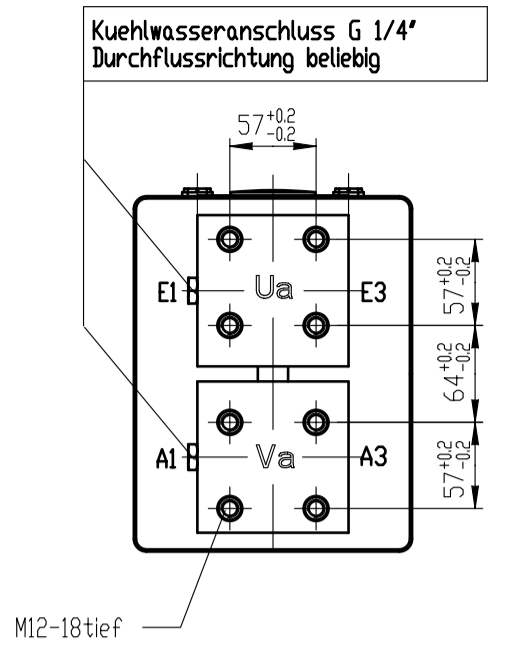 Kuehlwasseranschluss G 1/4"
Durchflussrichtung beliebig
57+0.2 -0.2
E1 Ua E3
57+0.2 -0.2
64+0.2 -0.2
A1 Va A3
57+0.2 -0.2
M12-18tief